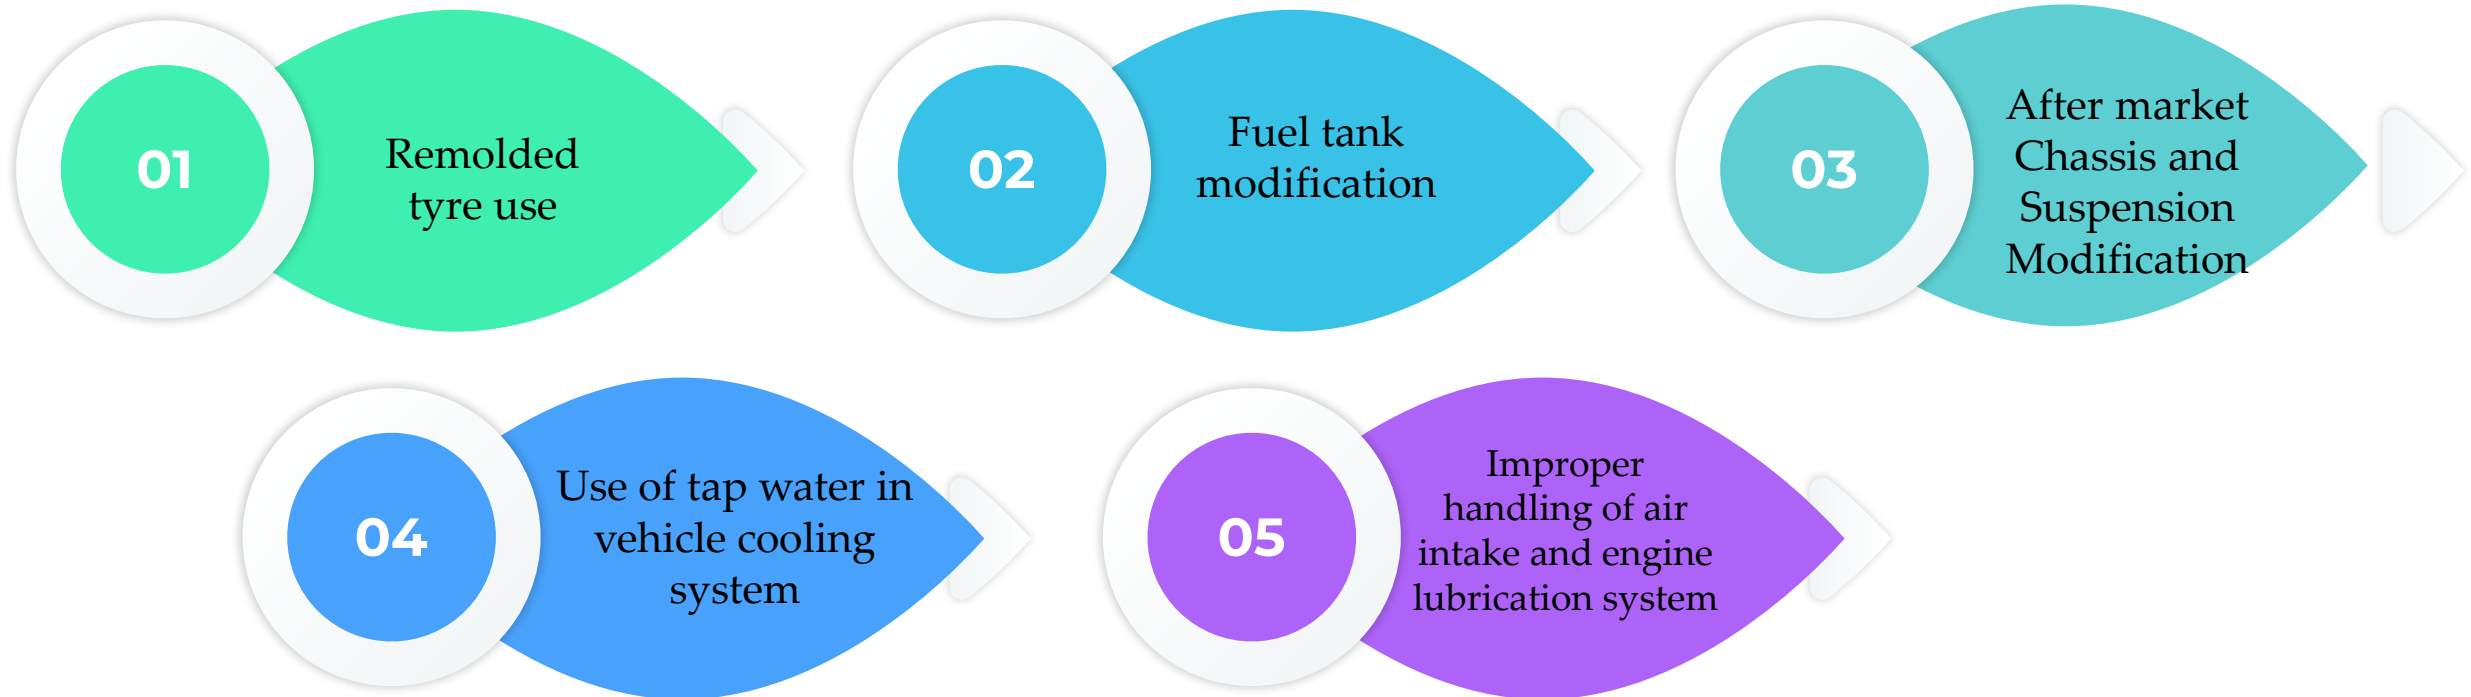 01
Remolded
tyre use
02
Fuel tank
modification
03
After market
Chassis and
Suspension
Modification
04
Use of tap water in
vehicle cooling
system
05
Improper
handling of air
intake and engine
lubrication system